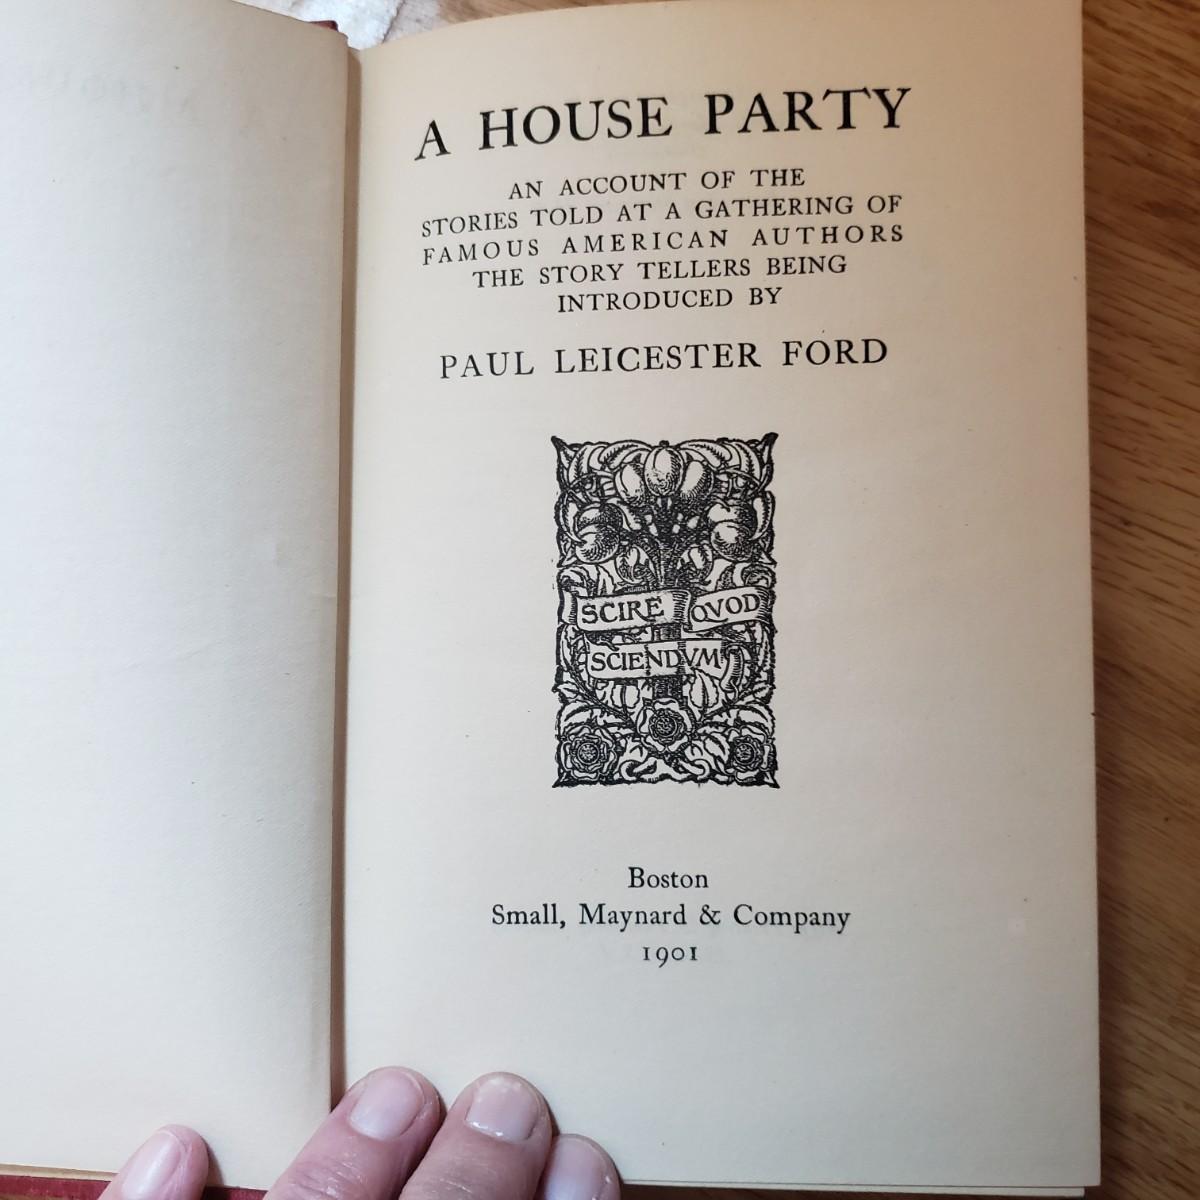 A HOUSE PARTY
AN ACCOUNT OF THE
STORIES TOLD AT A GATHERING OF
FAMOUS AMERICAN AUTHORS
THE STORY TELLERS BEING
INTRODUCED BY
PAUL LEICESTER FORD
SCIRE QVOD
SCIENDVM
Boston
Small, Maynard & Company
1901